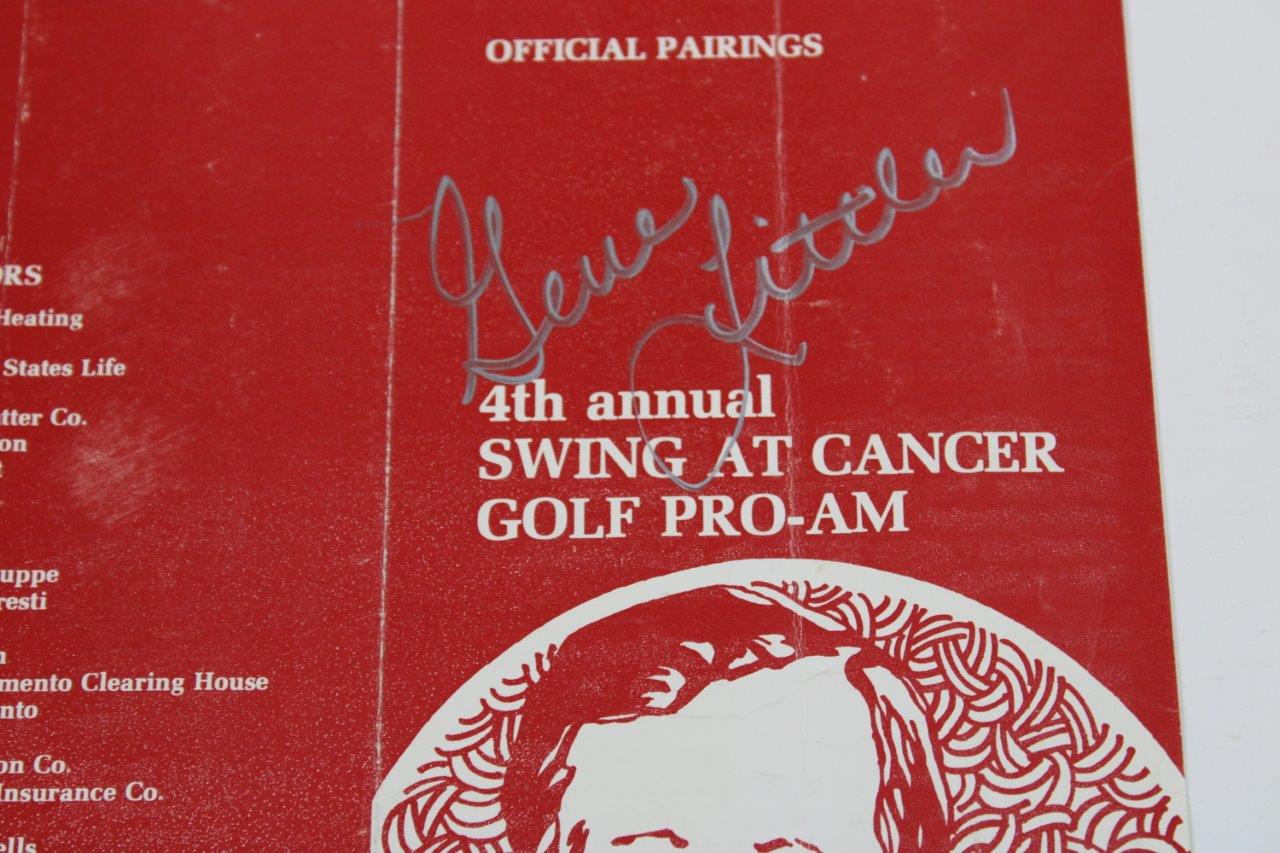 OFFICIAL PAIRINGS
Gene Littler
4th annual
SWING AT CANCER
GOLF PRO-AM
ORS
Heating
States Life
tter Co.
on
t
uppe
resti
n
mento Clearing House
nto
on Co.
Insurance Co.
ells